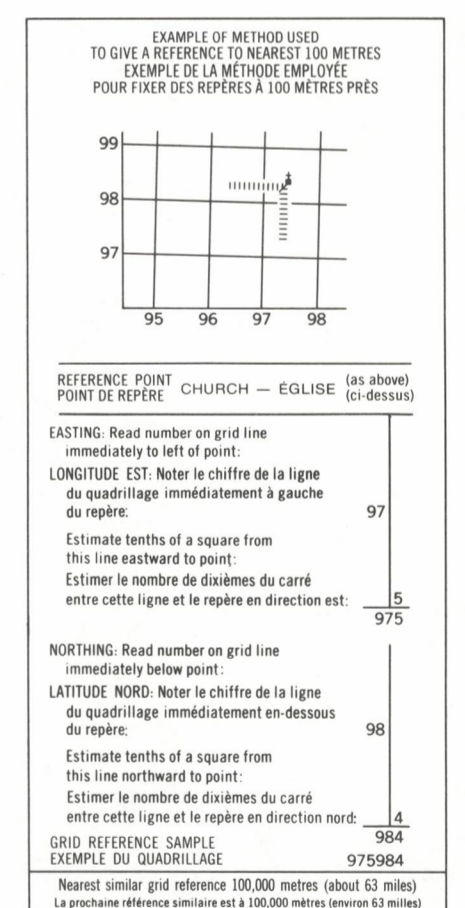 EXAMPLE OF METHOD USED
TO GIVE A REFERENCE TO NEAREST 100 METRES
EXEMPLE DE LA MÉTHODE EMPLOYÉE
POUR FIXER DES REPÈRES À 100 MÈTRES PRÈS
99
98
97
95 96 97 98
REFERENCE POINT
POINT DE REPÈRE CHURCH — ÉGLISE (as above)
(ci-dessus)
EASTING: Read number on grid line
immediately to left of point:
LONGITUDE EST: Noter le chiffre de la ligne
du quadrillage immédiatement à gauche
du repère: 97
Estimate tenths of a square from
this line eastward to point:
Estimer le nombre de dixièmes du carré
entre cette ligne et le repère en direction est: 5
975
NORTHING: Read number on grid line
immediately below point:
LATITUDE NORD: Noter le chiffre de la ligne
du quadrillage immédiatement en-dessous
du repère: 98
Estimate tenths of a square from
this line northward to point:
Estimer le nombre de dixièmes du carré
entre cette ligne et le repère en direction nord: 4
GRID REFERENCE SAMPLE 984
EXEMPLE DU QUADRILLAGE 975984
Nearest similar grid reference 100,000 metres (about 63 miles)
La prochaine référence similaire est à 100,000 mètres (environ 63 milles)